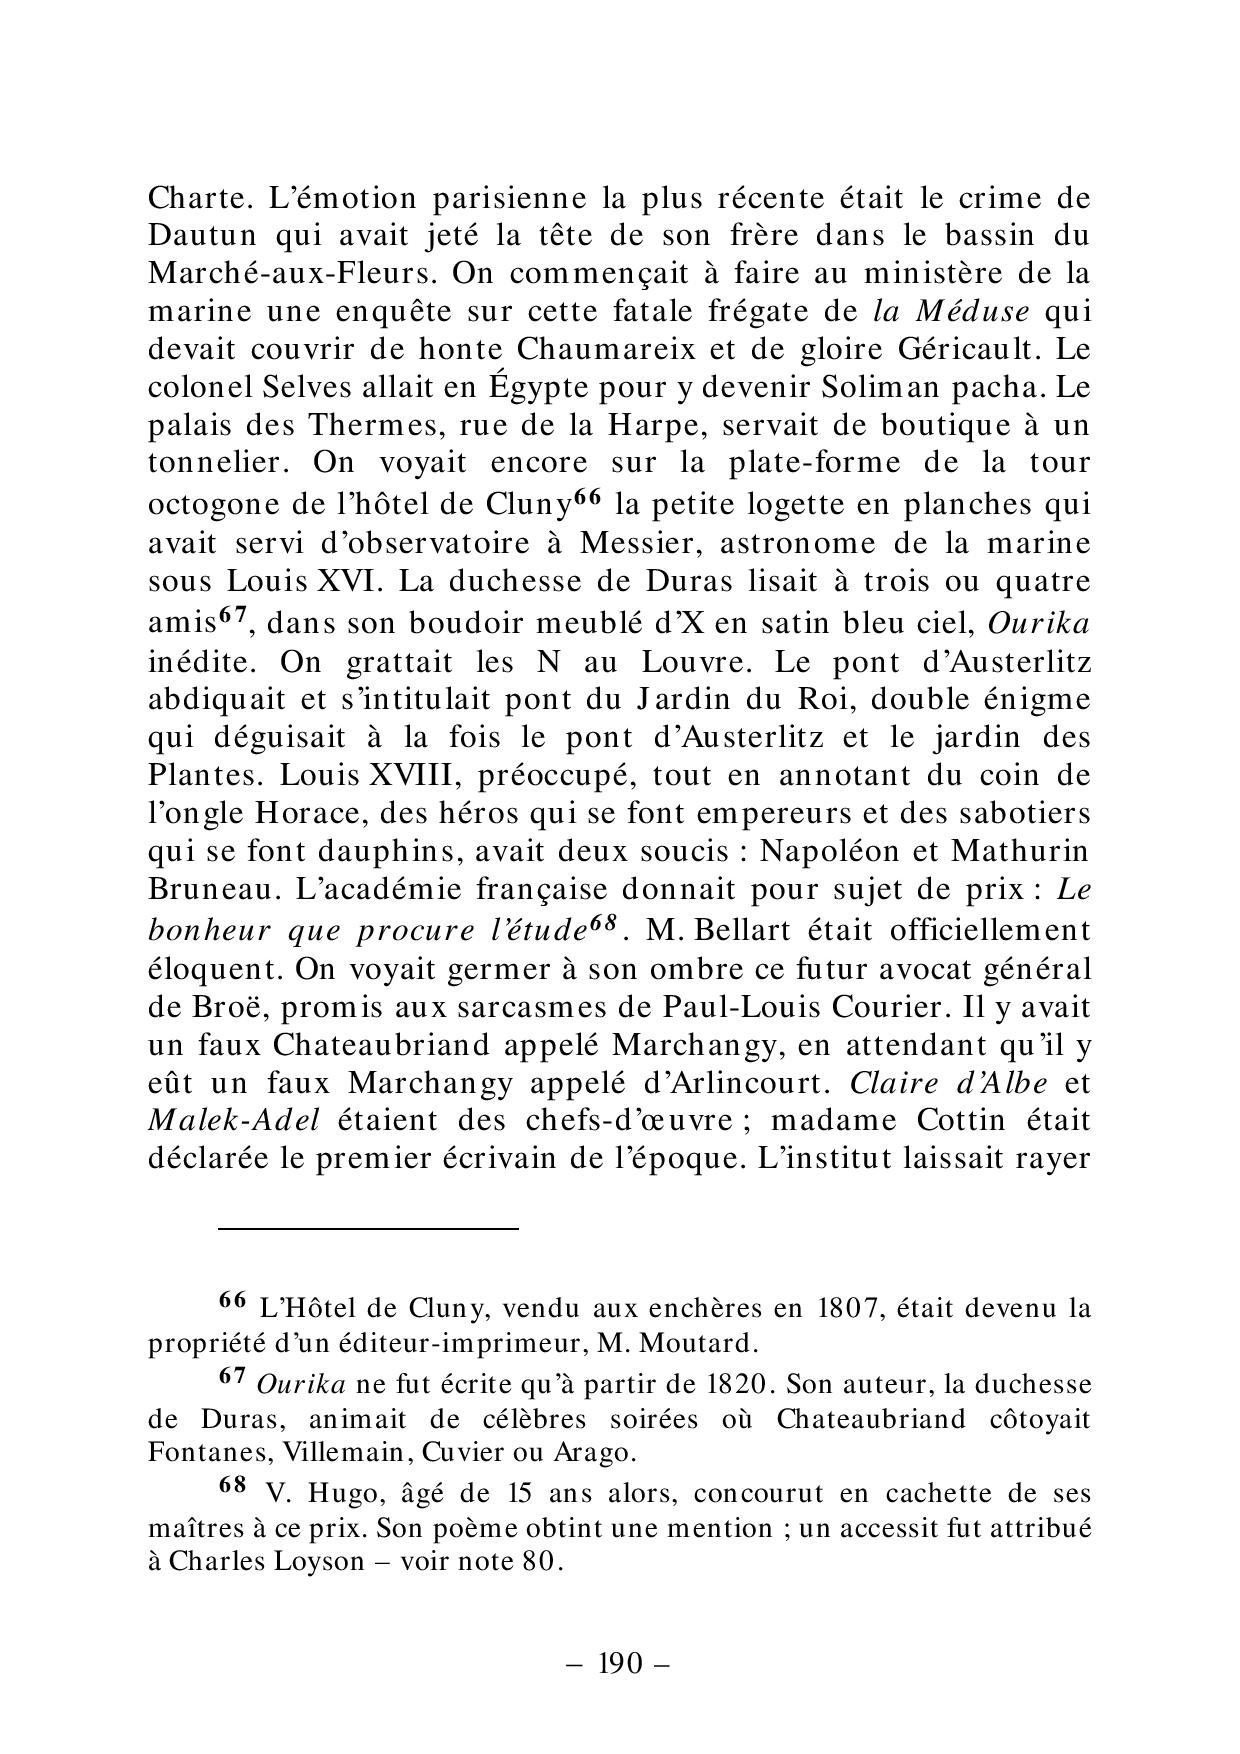 Charte. L’émotion parisienne la plus récente était le crime de
Dautun qui avait jeté la tête de son frère dans le bassin du
Marché-aux-Fleurs. On commençait à faire au ministère de la
marine une enquête sur cette fatale frégate de la Méduse qui
devait couvrir de honte Chaumareix et de gloire Géricault. Le
colonel Selves allait en Égypte pour y devenir Soliman pacha. Le
palais des Thermes, rue de la Harpe, servait de boutique à un
tonnelier. On voyait encore sur la plate-forme de la tour
octogone de l’hôtel de Cluny66 la petite logette en planches qui
avait servi d’observatoire à Messier, astronome de la marine
sous Louis XVI. La duchesse de Duras lisait à trois ou quatre
amis67, dans son boudoir meublé d’X en satin bleu ciel, Ourika
inédite. On grattait les N au Louvre. Le pont d’Austerlitz
abdiquait et s’intitulait pont du Jardin du Roi, double énigme
qui déguisait à la fois le pont d’Austerlitz et le jardin des
Plantes. Louis XVIII, préoccupé, tout en annotant du coin de
l’ongle Horace, des héros qui se font empereurs et des sabotiers
qui se font dauphins, avait deux soucis : Napoléon et Mathurin
Bruneau. L’académie française donnait pour sujet de prix : Le
bonheur que procure l’étude68. M. Bellart était officiellement
éloquent. On voyait germer à son ombre ce futur avocat général
de Broë, promis aux sarcasmes de Paul-Louis Courier. Il y avait
un faux Chateaubriand appelé Marchangy, en attendant qu’il y
eût un faux Marchangy appelé d’Arlincourt. Claire d’Albe et
Malek-Adel étaient des chefs-d’œuvre ; madame Cottin était
déclarée le premier écrivain de l’époque. L’institut laissait rayer
66 L’Hôtel de Cluny, vendu aux enchères en 1807, était devenu la
propriété d’un éditeur-imprimeur, M. Moutard.
67 Ourika ne fut écrite qu’à partir de 1820. Son auteur, la duchesse
de Duras, animait de célèbres soirées où Chateaubriand côtoyait
Fontanes, Villemain, Cuvier ou Arago.
68 V. Hugo, âgé de 15 ans alors, concourut en cachette de ses
maîtres à ce prix. Son poème obtint une mention ; un accessit fut attribué
à Charles Loyson – voir note 80.
– 190 –